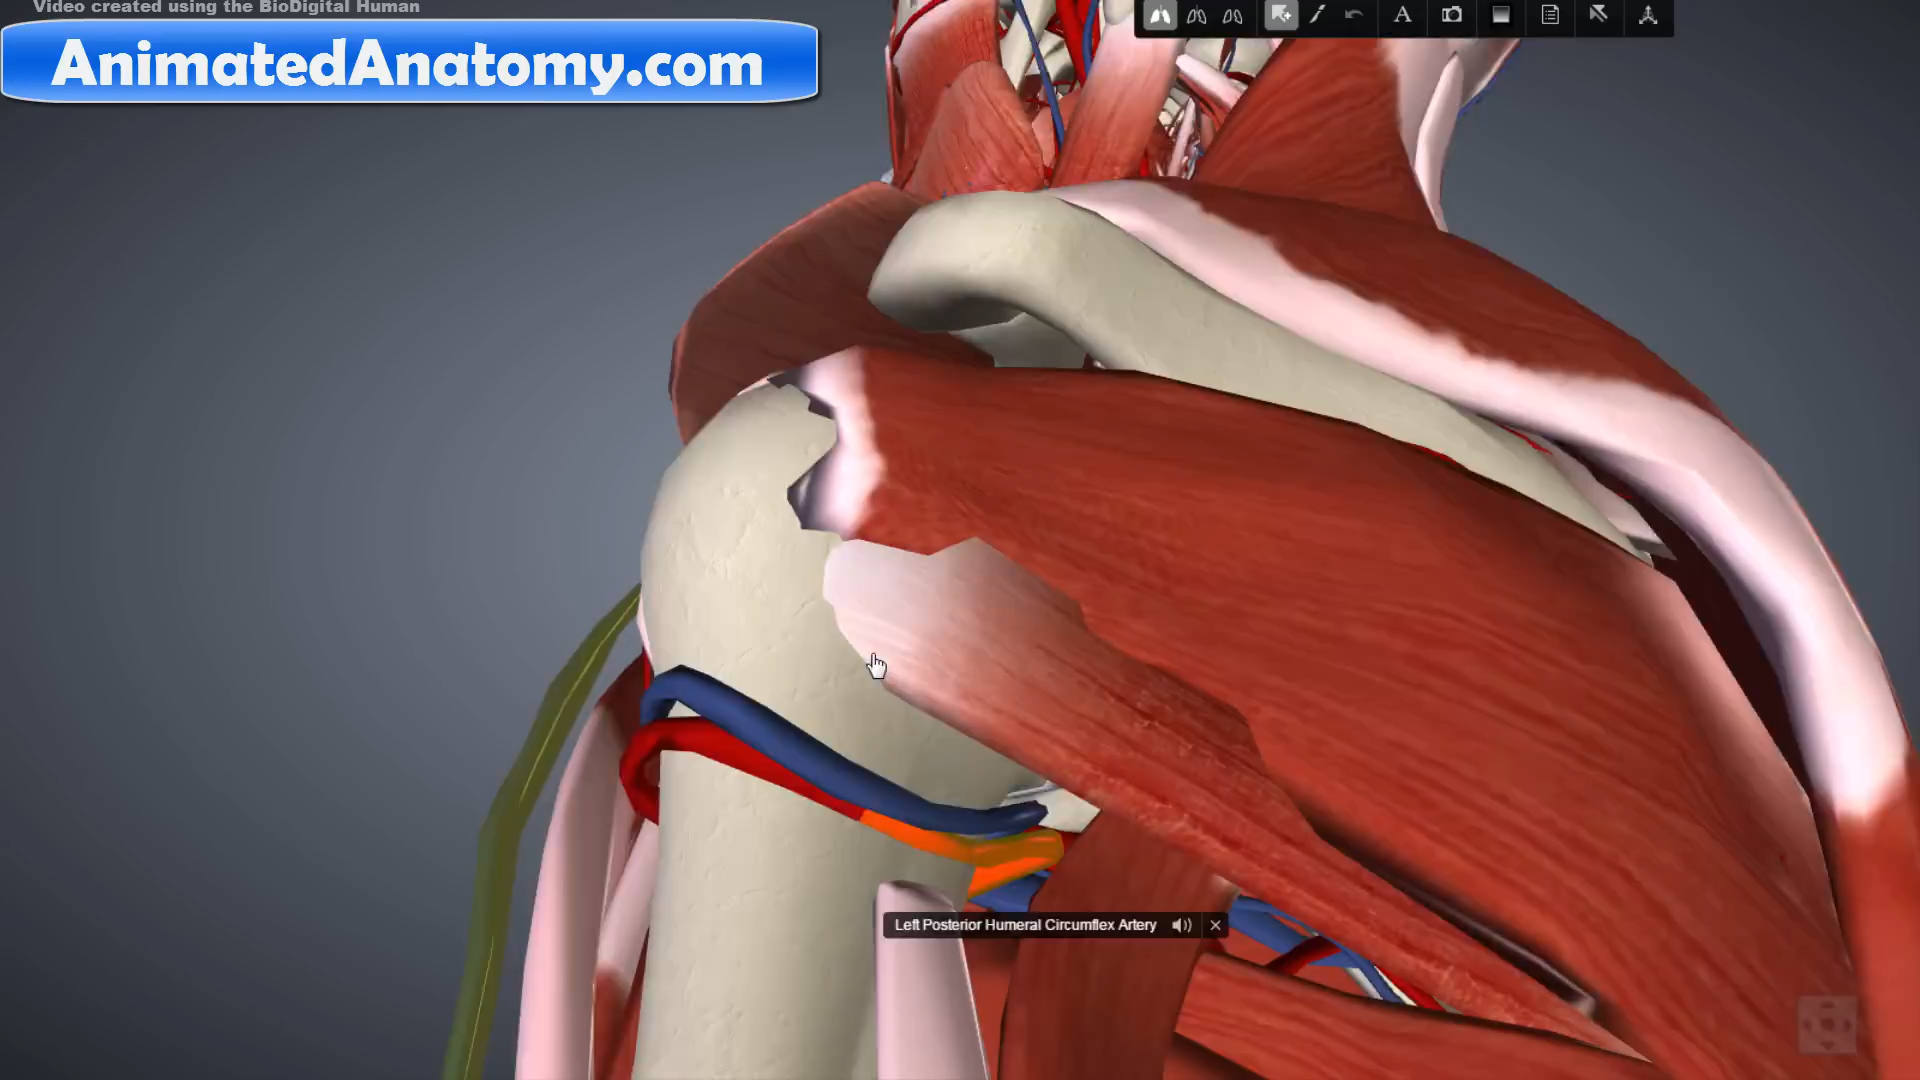 Video created using the BioDigital Human
AnimatedAnatomy.com
A
Left Posterior Humeral Circumflex Artery